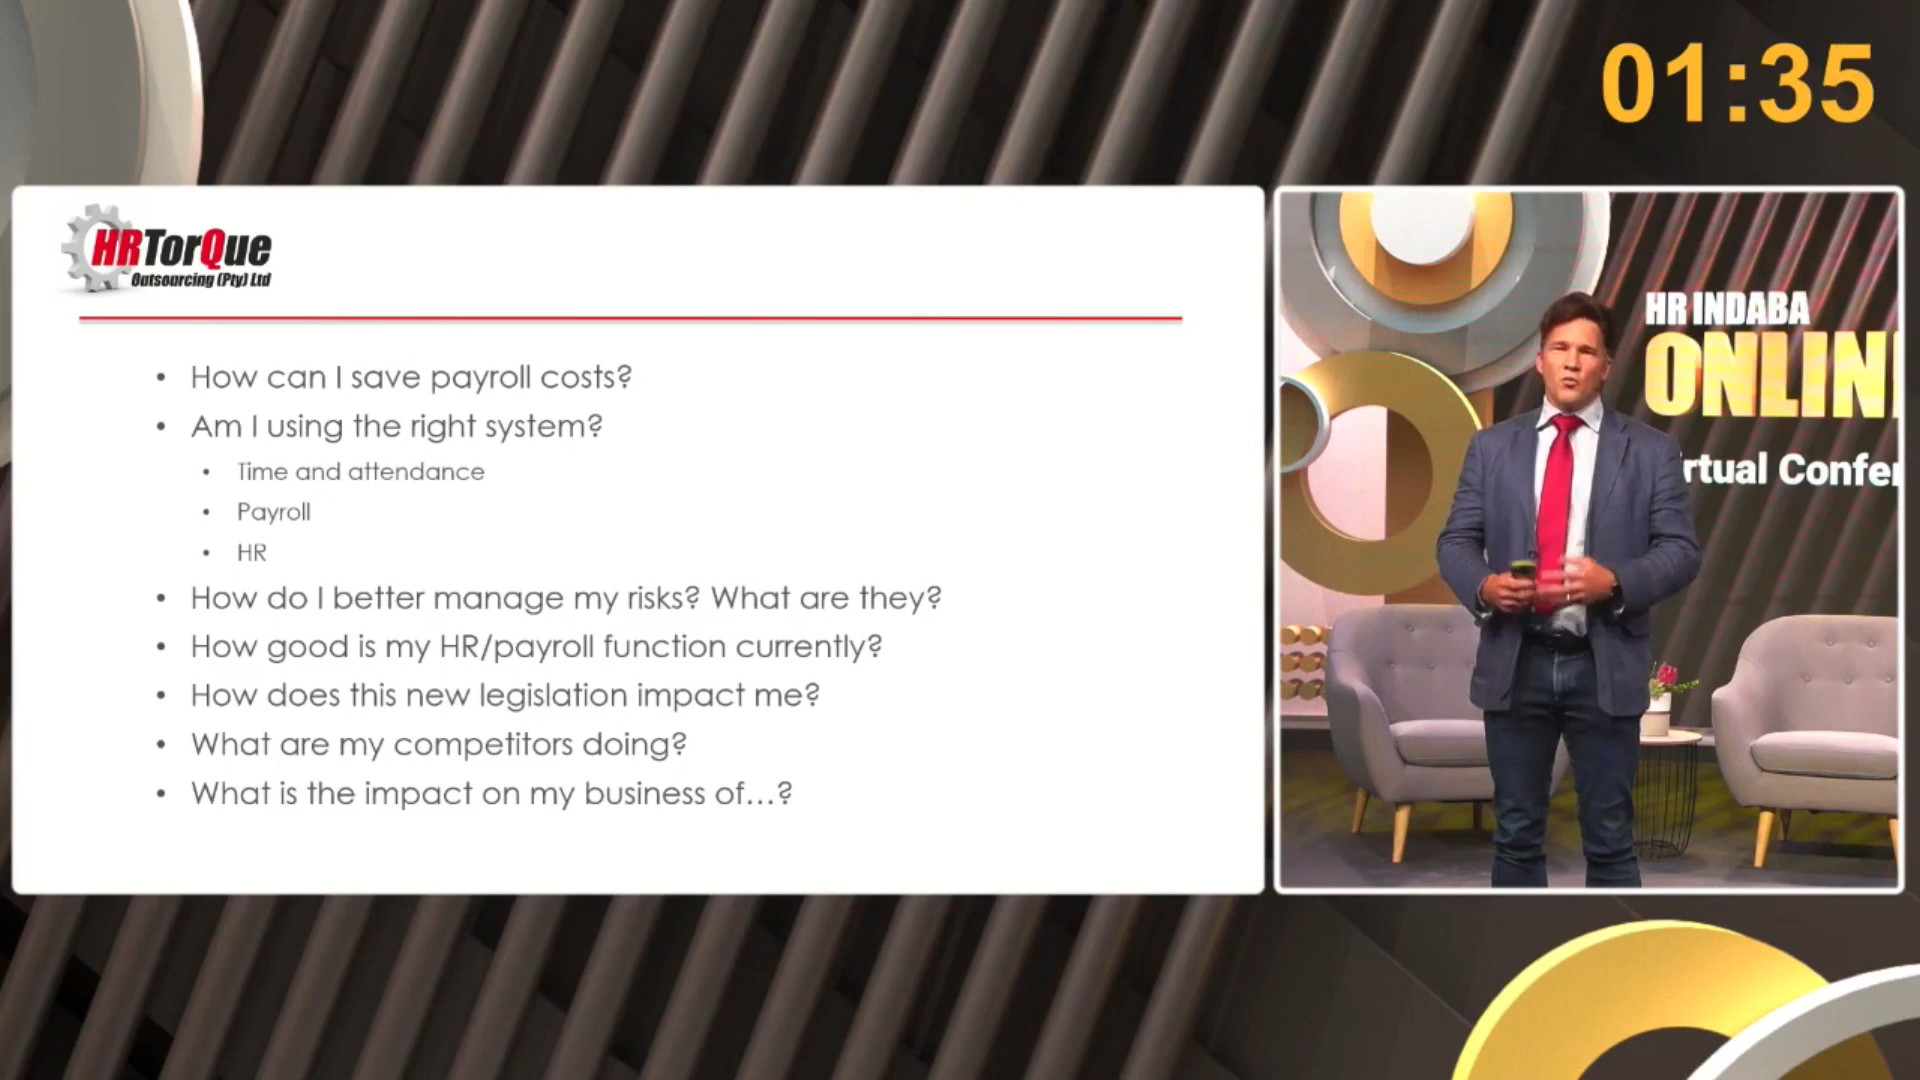 01:35
HRTorQue
Outsourcing (Pty) Ltd
• How can I save payroll costs?
• Am I using the right system?
• Time and attendance
• Payroll
• HR
• How do I better manage my risks? What are they?
• How good is my HR/payroll function currently?
• How does this new legislation impact me?
• What are my competitors doing?
• What is the impact on my business of...?
HR INDABA
ONLIN
rtual Confer